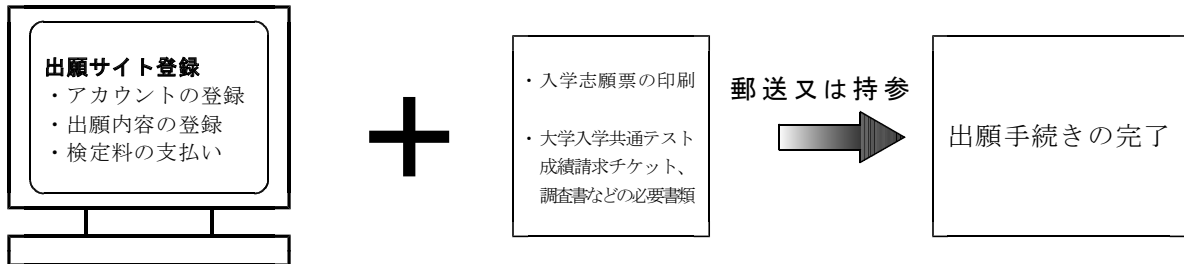 出願サイト登録
・アカウントの登録
・出願内容の登録
・検定料の支払い
・入学志願票の印刷
・大学入学共通テスト
成績請求チケット、
調査書などの必要書類
郵送又は持参
出願手続きの完了